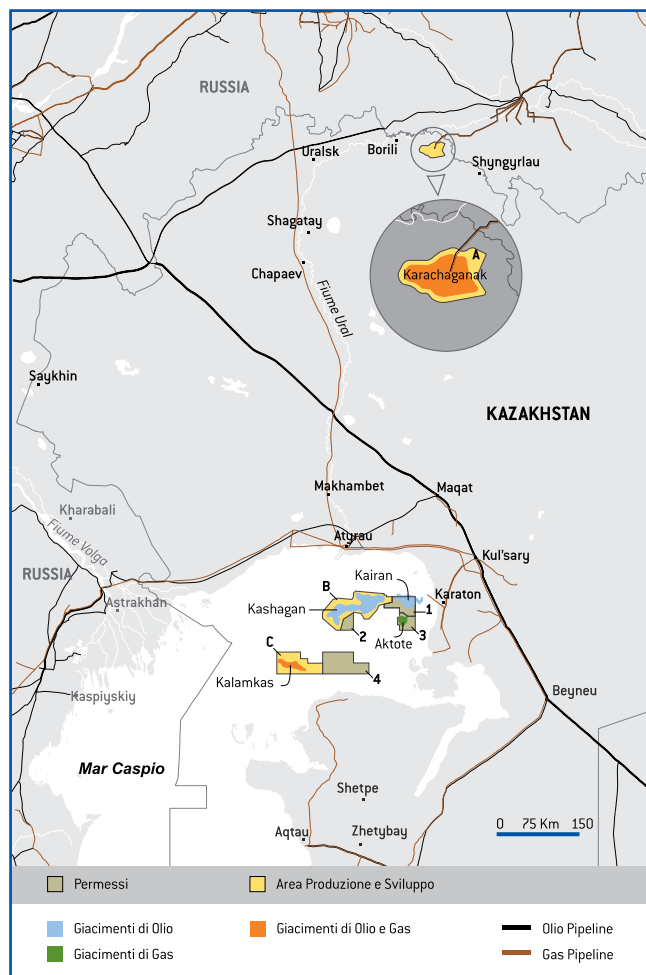 RUSSIA
Uralsk
Borili
Shyngyrlau
Shagatay
A
Karachaganak
Chapaev
Fiume Ural
Saykhin
KAZAKHSTAN
Makhambet
Maqat
Kharabali
Fiume Volga
Atyrau
Kul'sary
RUSSIA
Kairan
B
Karaton
Astrakhan
Kashagan
1
2
3
Aktote
C
Kalamkas
4
Kaspiyskiy
Beyneu
Mar Caspio
Shetpe
Aqtau
Zhetybay
0 75 Km 150
Permessi
Area Produzione e Sviluppo
Giacimenti di Olio
Giacimenti di Olio e Gas
Olio Pipeline
Giacimenti di Gas
Gas Pipeline